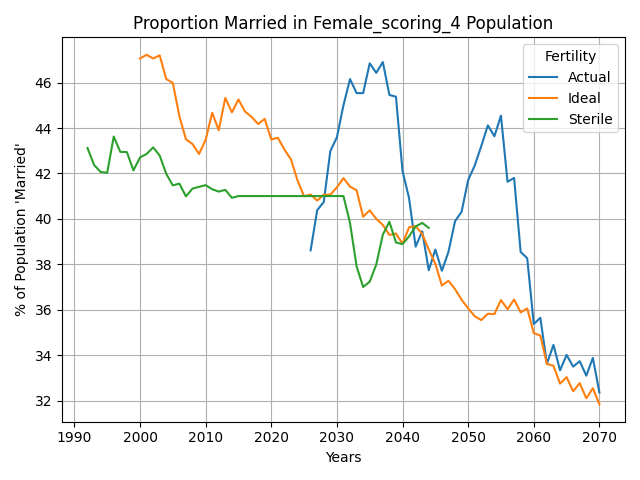 Proportion Married in Female_scoring_4 Population
% of Population 'Married'
46
44
42
40
38
36
34
32
Fertility
Actual
Ideal
Sterile
1990 2000 2010 2020 2030 2040 2050 2060 2070
Years